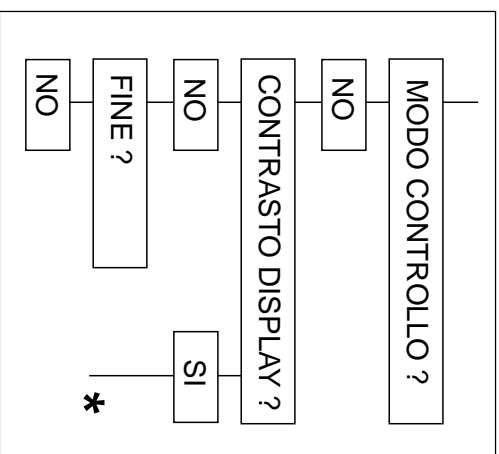 MODO CONTROLLO ?
NO
CONTRASTO DISPLAY ?
NO
SI
FINE ?
*
NO